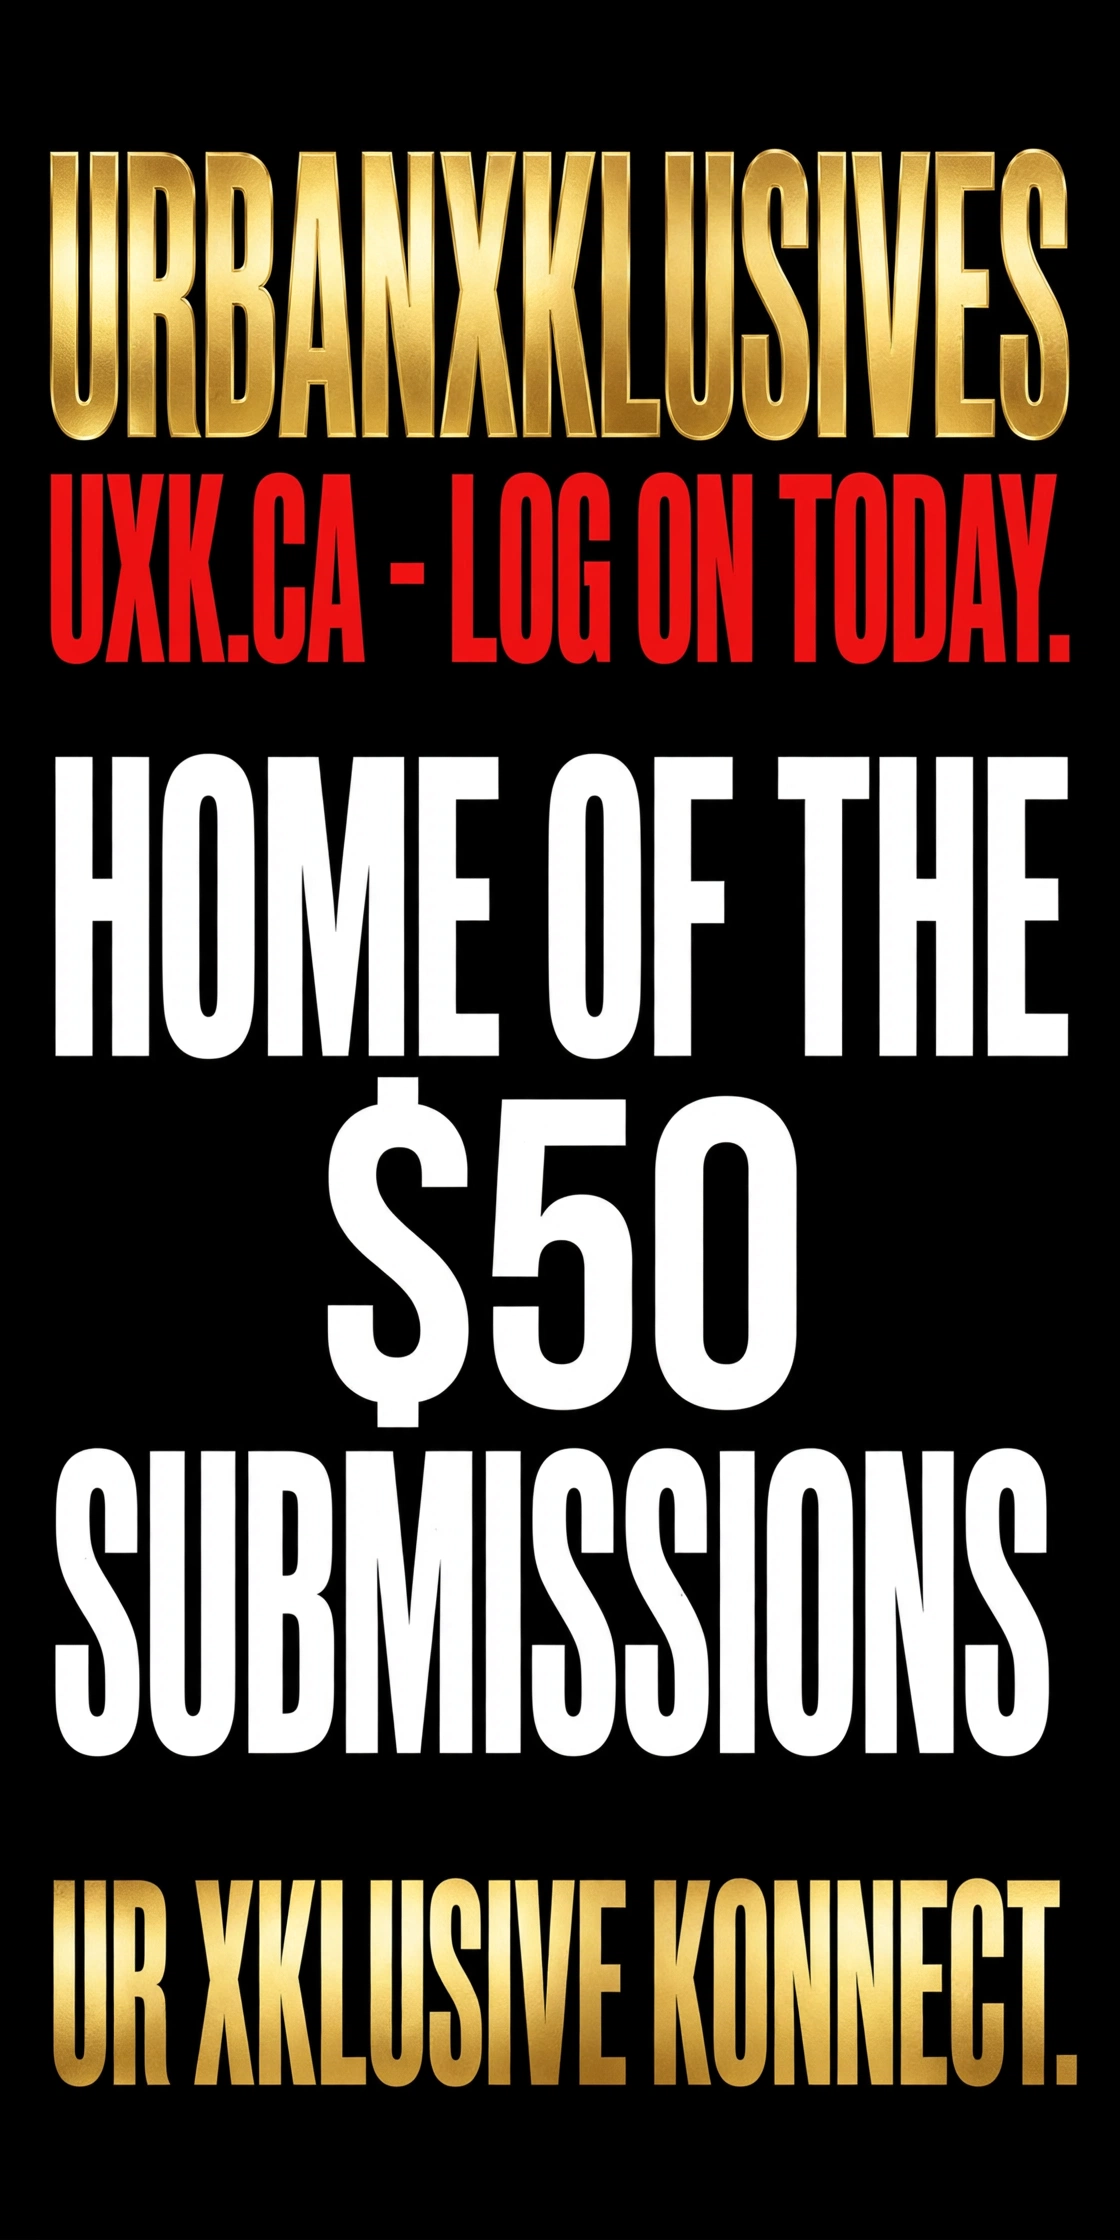 URBANXKLUSIVES
UXK.CA - LOG ON TODAY.
HOME OF THE
$50
SUBMISSIONS
UR XKLUSIVE KONNECT.